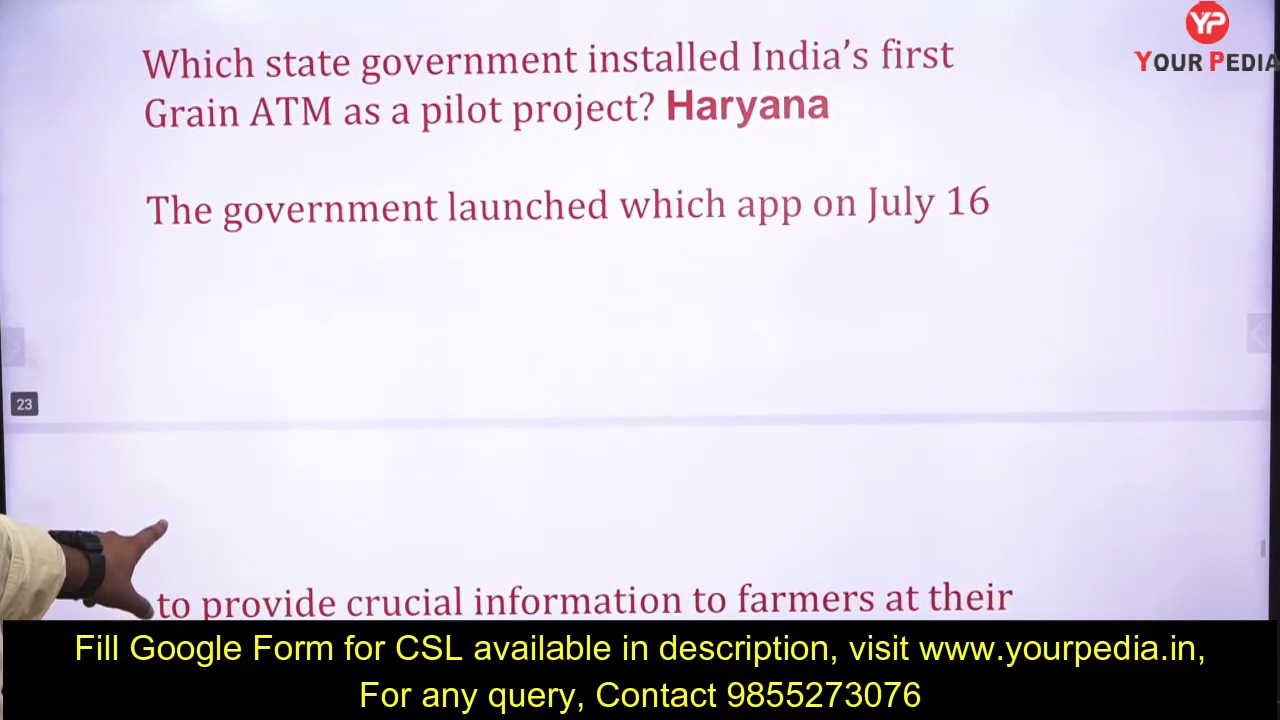 YP
YOUR PEDIA
Which state government installed India’s first
Grain ATM as a pilot project? Haryana
The government launched which app on July 16
23
to provide crucial information to farmers at their
Fill Google Form for CSL available in description, visit www.yourpedia.in,
For any query, Contact 9855273076